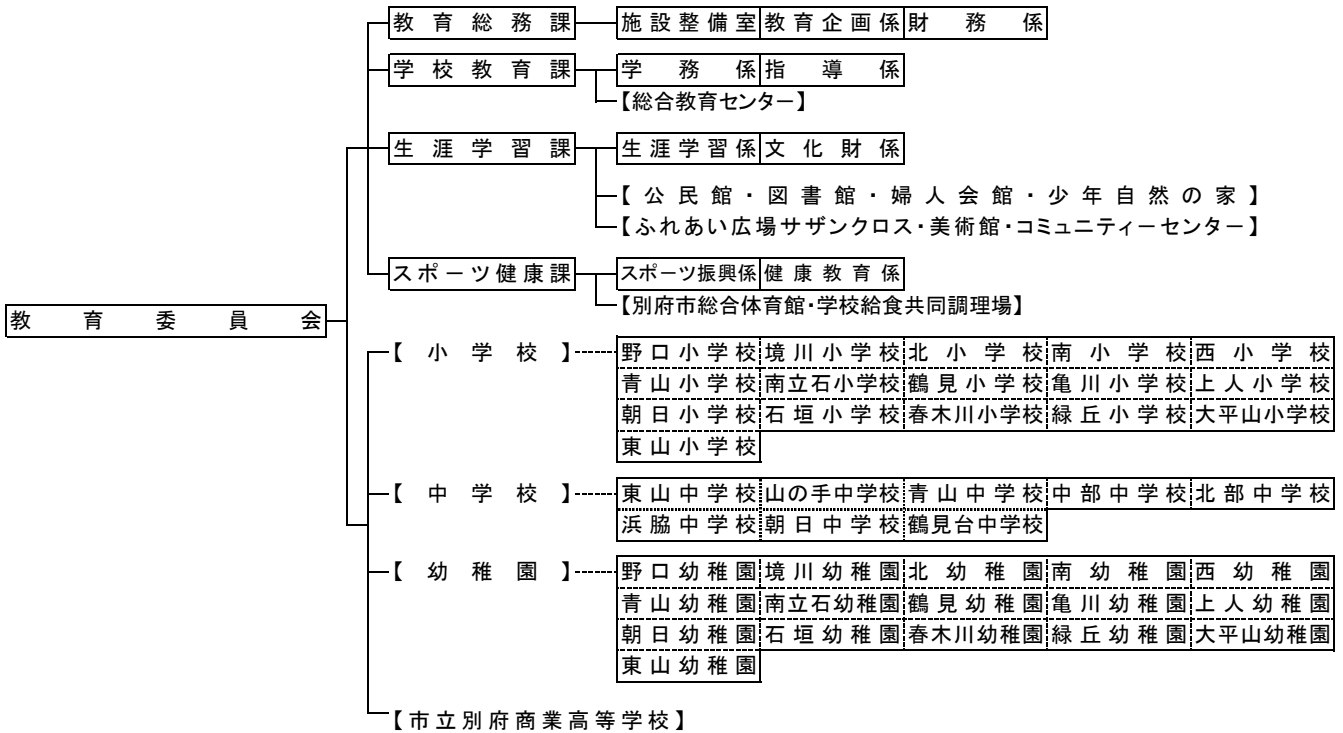 教育総務課 施設整備室 教育企画係 財務係
学校教育課 学務係 指導係
【総合教育センター】
生涯学習課 生涯学習係 文化財係
【公民館・図書館・婦人会館・少年自然の家】
【ふれあい広場サザンクロス・美術館・コミュニティーセンター】
スポーツ健康課 スポーツ振興係 健康教育係
【別府市総合体育館・学校給食共同調理場】
教育委員会
【小学校】 野口小学校 境川小学校 北小学校 南小学校 西小学校
青山小学校 南立石小学校 鶴見小学校 亀川小学校 上人小学校
朝日小学校 石垣小学校 春木川小学校 緑丘小学校 大平山小学校
東山小学校
【中学校】 東山中学校 山の手中学校 青山中学校 中部中学校 北部中学校
浜脇中学校 朝日中学校 鶴見台中学校
【幼稚園】 野口幼稚園 境川幼稚園 北幼稚園 南幼稚園 西幼稚園
青山幼稚園 南立石幼稚園 鶴見幼稚園 亀川幼稚園 上人幼稚園
朝日幼稚園 石垣幼稚園 春木川幼稚園 緑丘幼稚園 大平山幼稚園
東山幼稚園
【市立別府商業高等学校】